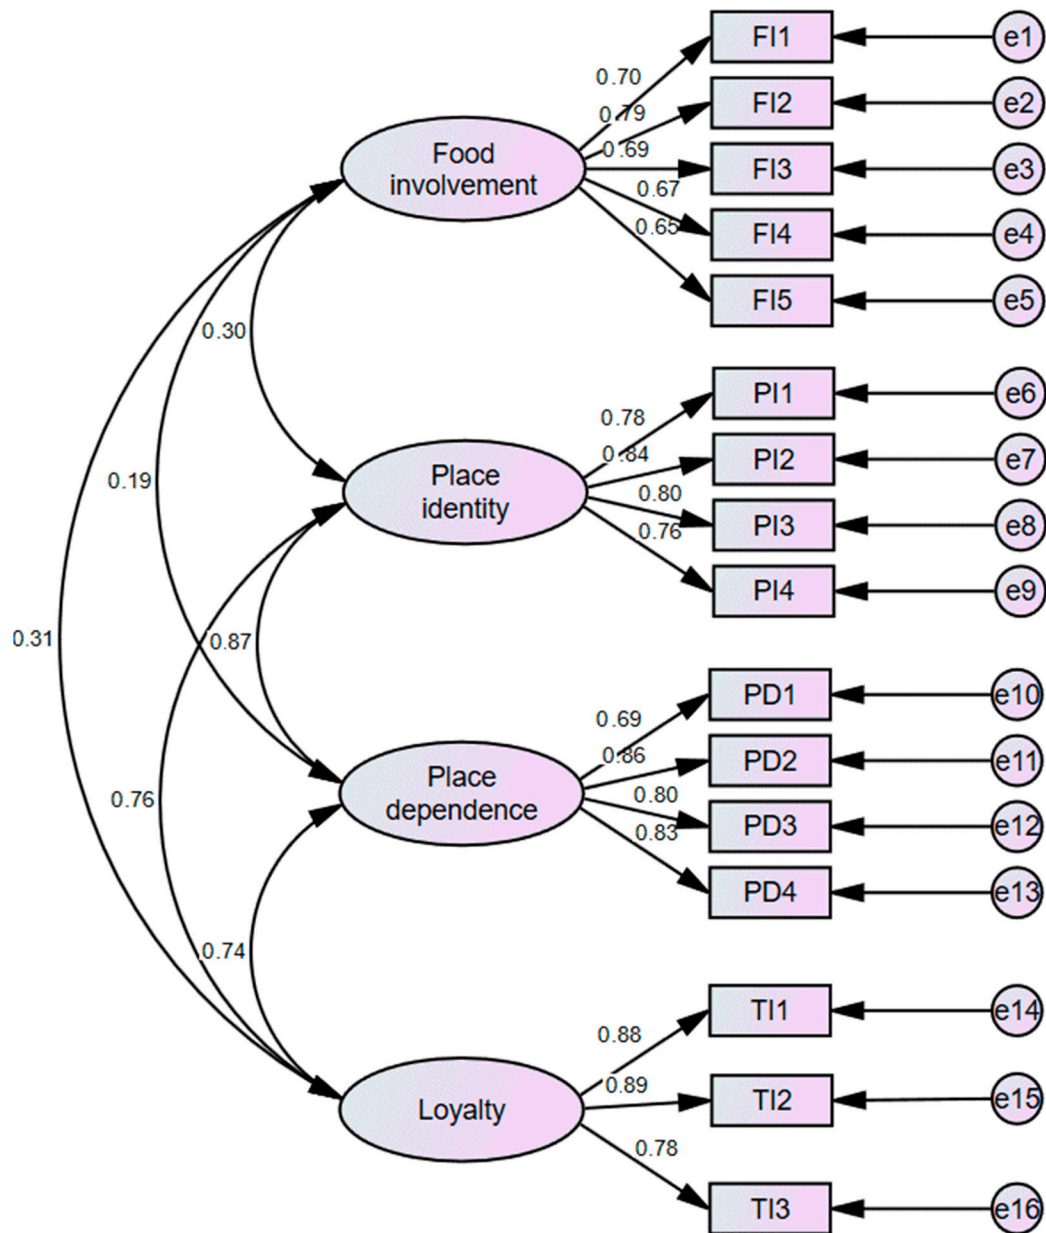 FI1
e1
0.70
FI2
e2
0.79
Food
involvement
0.69
FI3
e3
0.67
FI4
e4
0.65
FI5
e5
0.30
PI1
e6
0.78
PI2
e7
0.84
Place
identity
0.19
0.80
PI3
e8
0.76
PI4
e9
0.31
0.87
PD1
e10
0.69
PD2
e11
0.86
Place
dependence
0.76
0.80
PD3
e12
0.83
PD4
e13
0.74
TI1
e14
0.88
0.89
TI2
e15
Loyalty
0.78
TI3
e16